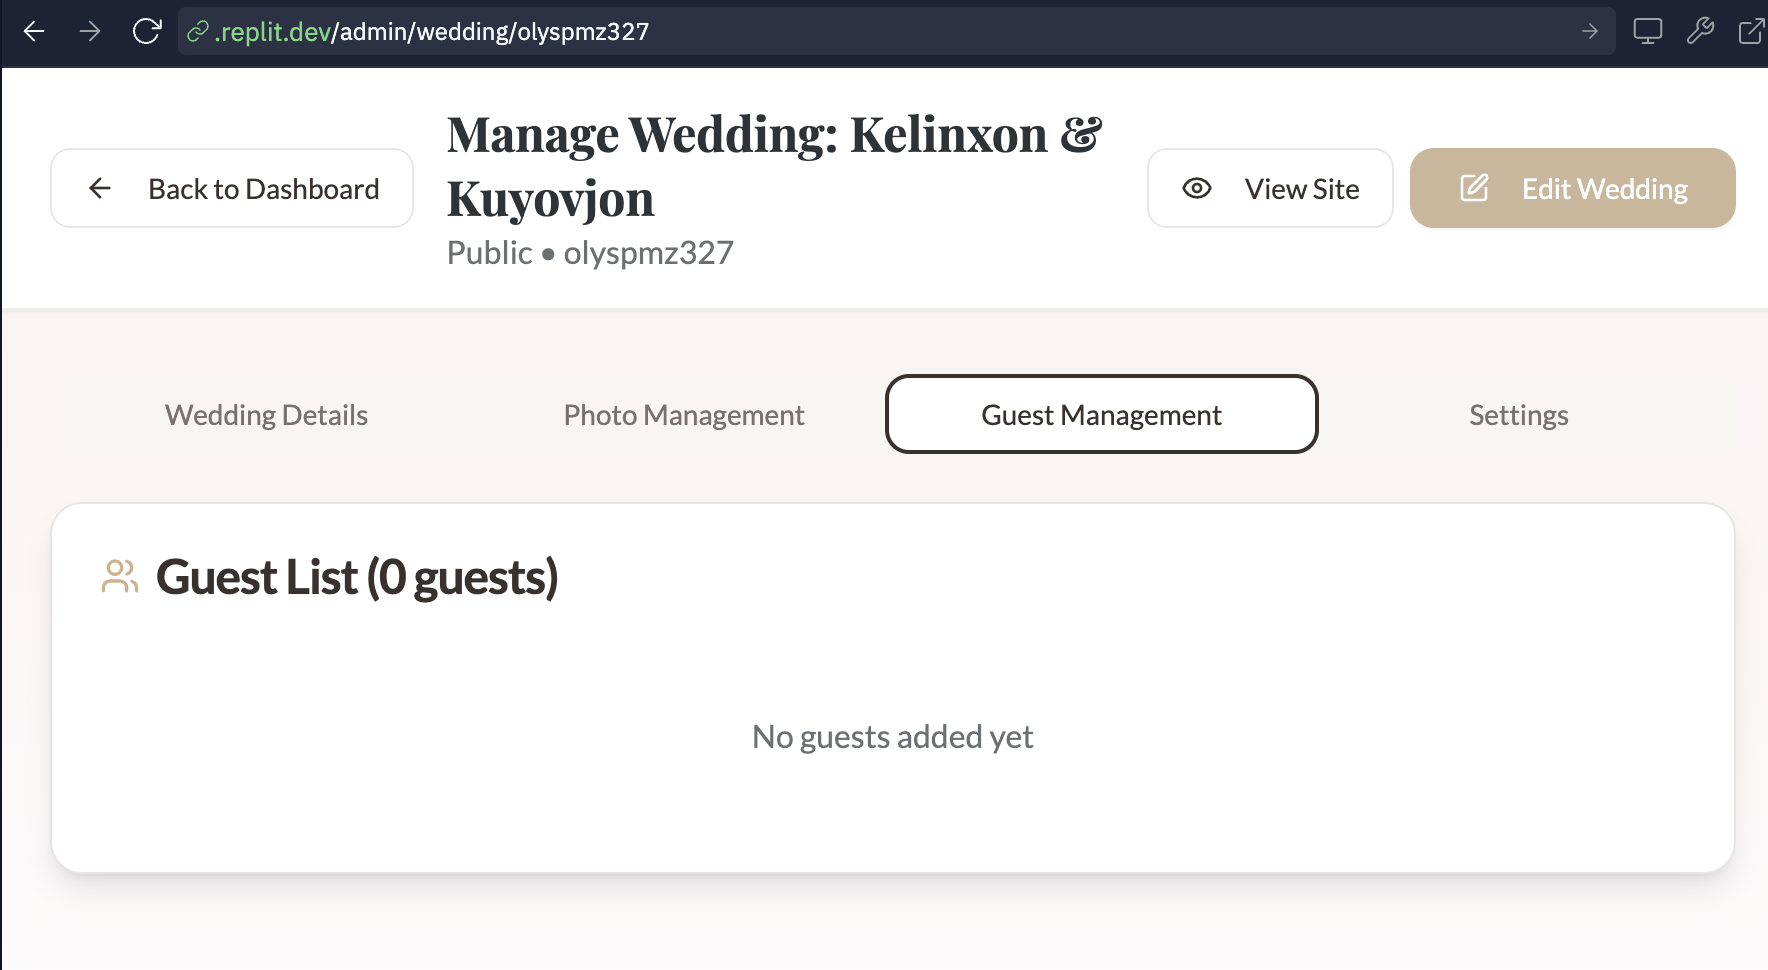 .replit.dev/admin/wedding/olyspmz327
Back to Dashboard
Manage Wedding: Kelinxon &
Kuyovjon
Public • olyspmz327
View Site
Edit Wedding
Wedding Details
Photo Management
Guest Management
Settings
Guest List (0 guests)
No guests added yet